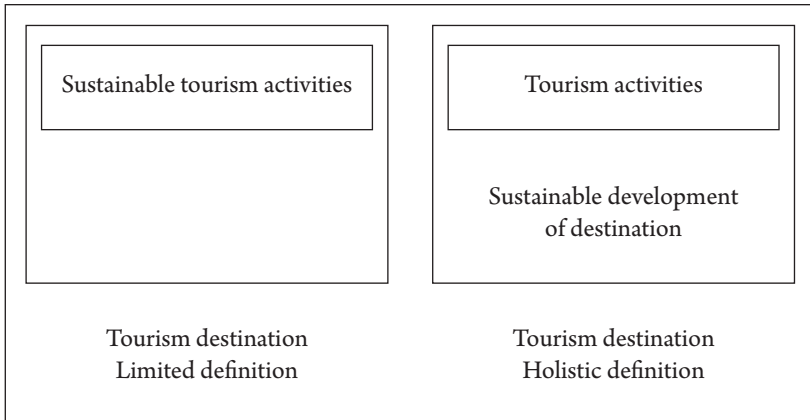 Sustainable tourism activities
Tourism destination
Limited definition
Tourism activities
Sustainable development
of destination
Tourism destination
Holistic definition